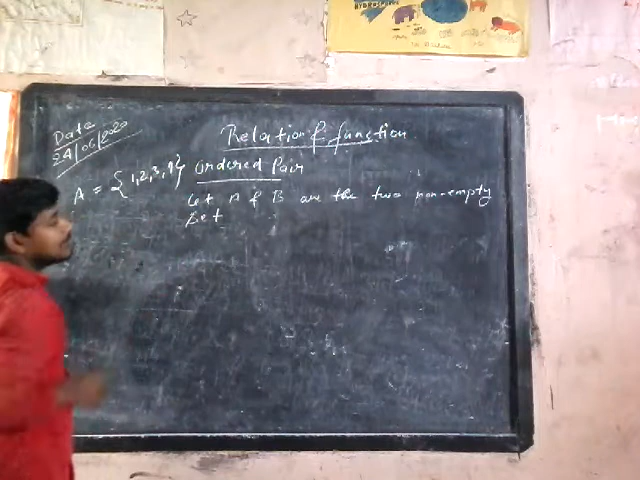 HYDROSPHERE
Date
24/06/2020
Relation & function
A = {1,2,3,4}
ordered Pair
Let A & B are the two non-empty
Set